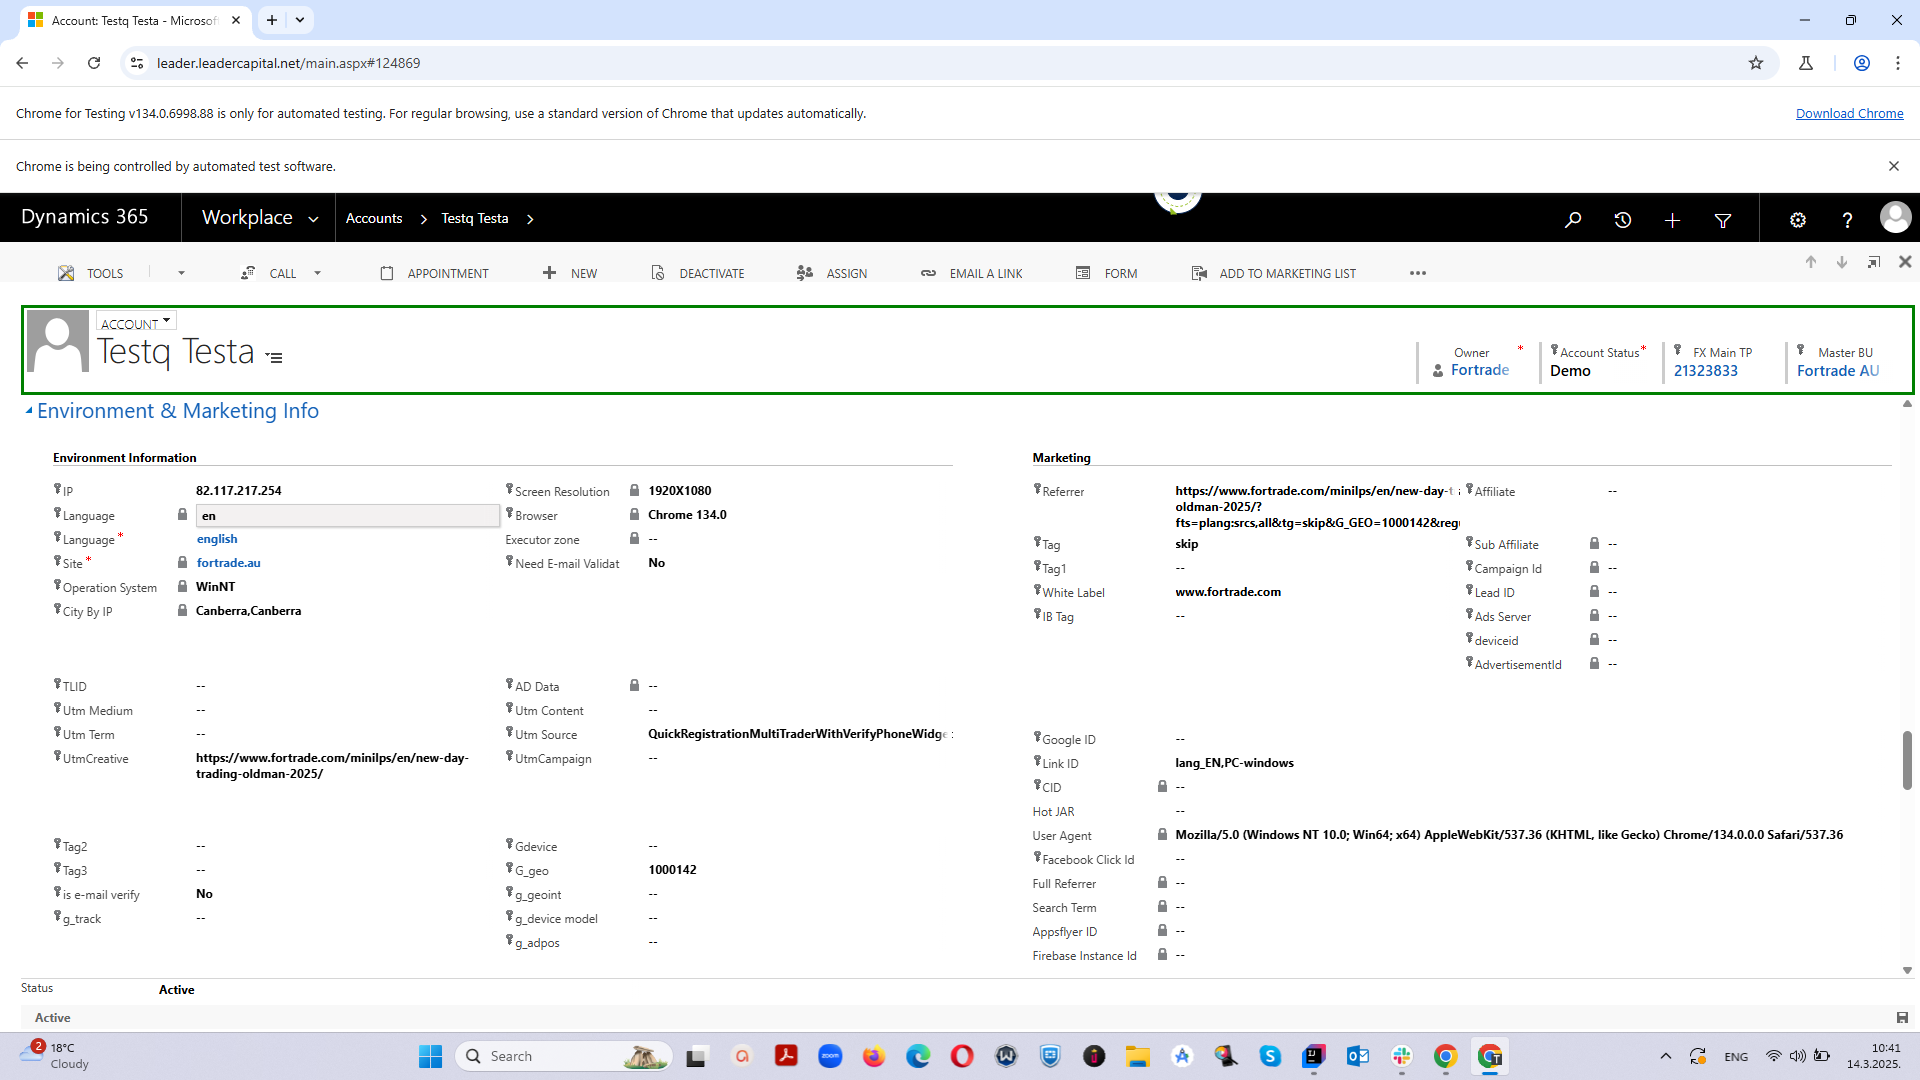 Account: Testq Testa - Microsof
leader.leadercapital.net/main.aspx#124869
Chrome for Testing v134.0.6998.88 is only for automated testing. For regular browsing, use a standard version of Chrome that updates automatically.
Download Chrome
Chrome is being controlled by automated test software.
Dynamics 365
Workplace
Accounts
Testq Testa
TOOLS
CALL
APPOINTMENT
NEW
DEACTIVATE
ASSIGN
EMAIL A LINK
FORM
ADD TO MARKETING LIST
ACCOUNT
Testq Testa
Owner *
Fortrade
Account Status *
Demo
FX Main TP
21323833
Master BU
Fortrade AU
Environment & Marketing Info
Environment Information
IP 82.117.217.254
Language en
Language * english
Site * fortrade.au
Operation System WinNT
City By IP Canberra,Canberra
Screen Resolution 1920X1080
Browser Chrome 134.0
Executor zone --
Need E-mail Validat No
TLID --
Utm Medium --
Utm Term --
UtmCreative https://www.fortrade.com/minilps/en/new-day-
trading-oldman-2025/
AD Data --
Utm Content --
Utm Source QuickRegistrationMultiTraderWithVerifyPhoneWidge
UtmCampaign --
Tag2 --
Tag3 --
is e-mail verify No
g_track --
Gdevice --
G_geo 1000142
g_geoint --
g_device model --
g_adpos --
Marketing
Referrer https://www.fortrade.com/minilps/en/new-day-t
oldman-2025/?
fts=plang:srcs,all&tg=skip&G_GEO=1000142&reg
Tag skip
Tag1 --
White Label www.fortrade.com
IB Tag --
Affiliate --
Sub Affiliate --
Campaign Id --
Lead ID --
Ads Server --
deviceid --
AdvertisementId --
Google ID --
Link ID lang_EN,PC-windows
CID --
Hot JAR --
User Agent Mozilla/5.0 (Windows NT 10.0; Win64; x64) AppleWebKit/537.36 (KHTML, like Gecko) Chrome/134.0.0.0 Safari/537.36
Facebook Click Id --
Full Referrer --
Search Term --
Appsflyer ID --
Firebase Instance Id --
Status Active
Active
2
18°C
Cloudy
Search
zoom
ENG
10:41
14.3.2025.